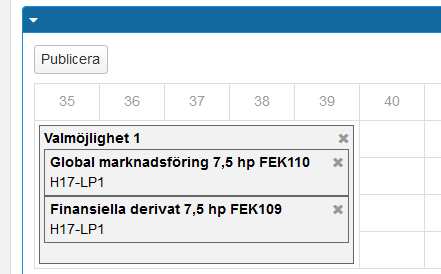 Publicera
35 36 37 38 39 40
Valmöjlighet 1
Global marknadsföring 7,5 hp FEK110
H17-LP1
Finansiella derivat 7,5 hp FEK109
H17-LP1